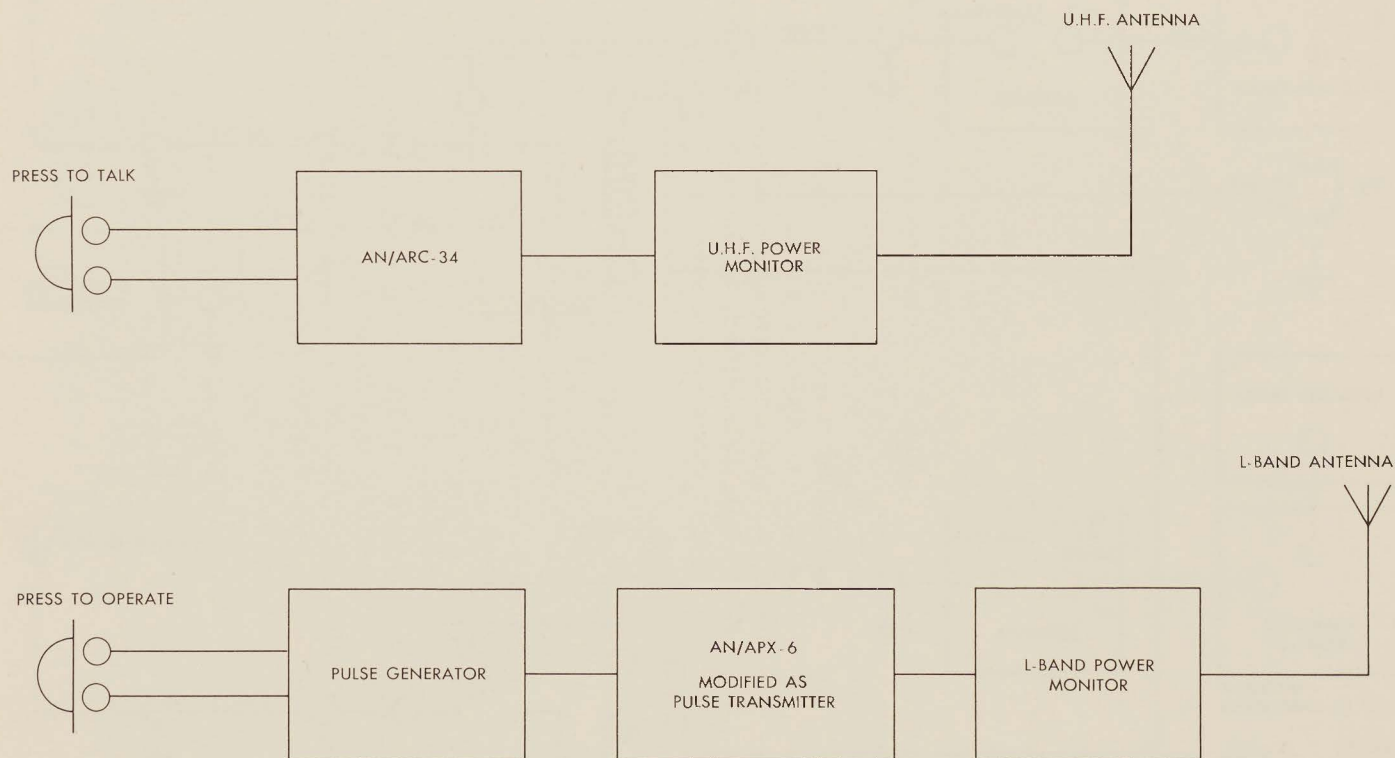 U.H.F. ANTENNA
PRESS TO TALK
AN/ARC-34
U.H.F. POWER
MONITOR
L-BAND ANTENNA
PRESS TO OPERATE
PULSE GENERATOR
AN/APX-6
MODIFIED AS
PULSE TRANSMITTER
L-BAND POWER
MONITOR